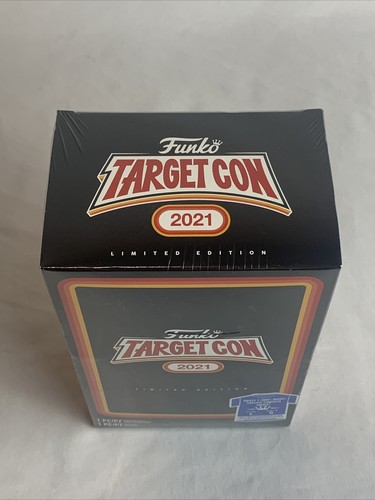 Funko
TARGET CON
2021
LIMITED EDITION
Funko
TARGET CON
2021
LIMITED EDITION